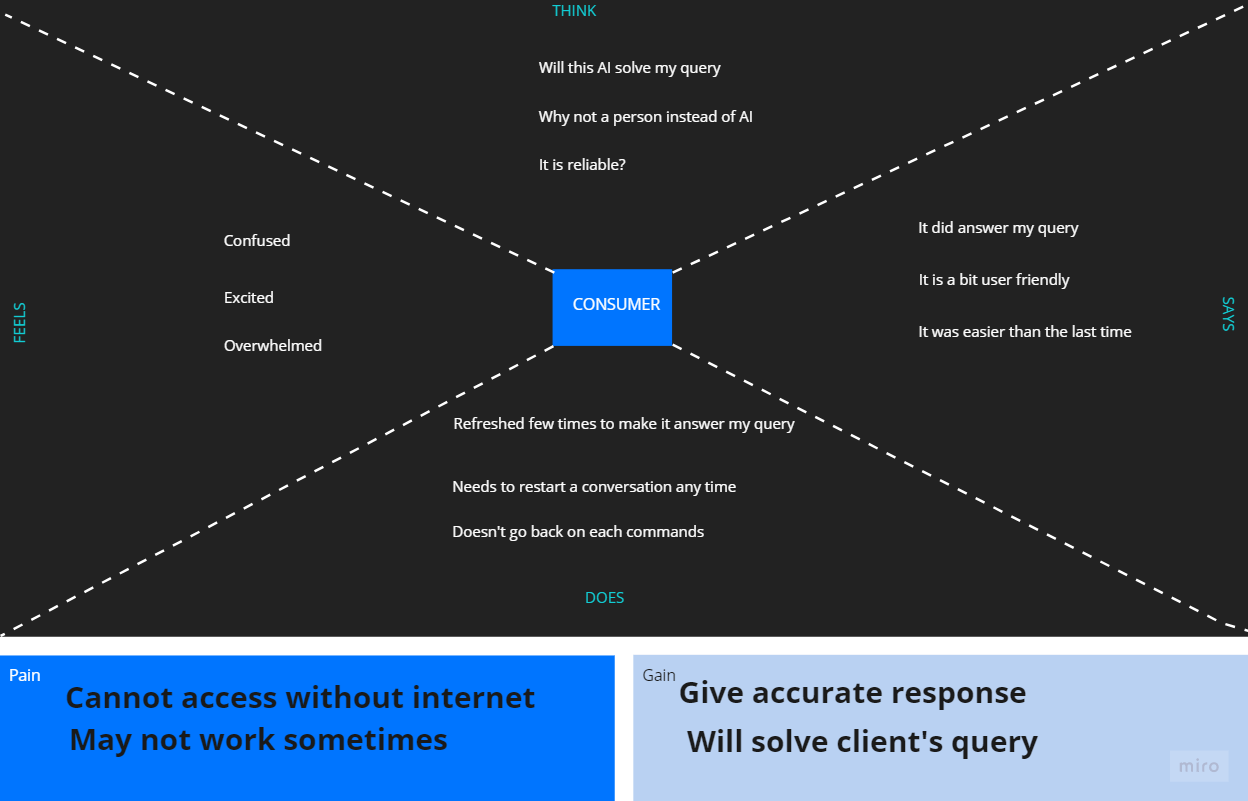 THINK
Will this AI solve my query
Why not a person instead of AI
It is reliable?
FEELS
Confused
Excited
Overwhelmed
CONSUMER
It did answer my query
It is a bit user friendly
It was easier than the last time
SAYS
Refreshed few times to make it answer my query
Needs to restart a conversation any time
Doesn't go back on each commands
DOES
Pain
Cannot access without internet
May not work sometimes
Gain
Give accurate response
Will solve client's query
miro